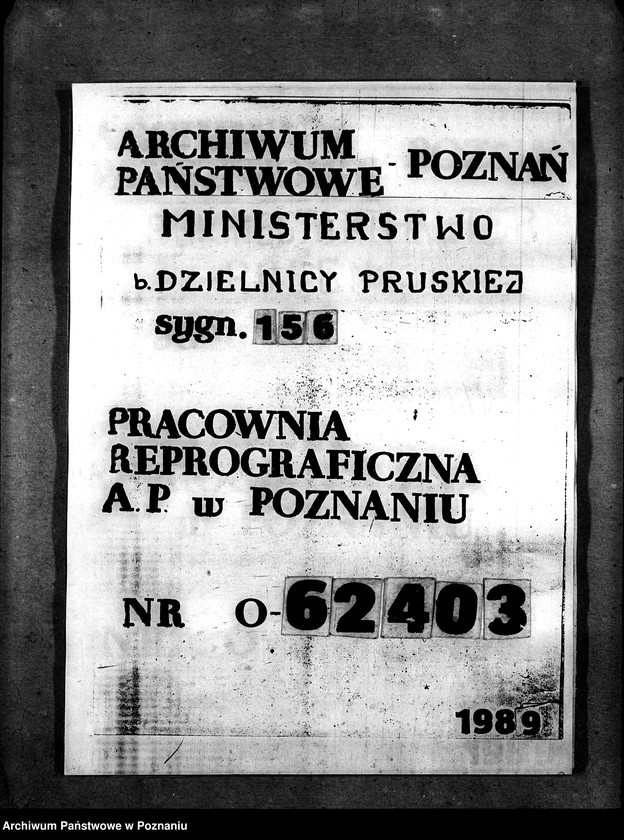 ARCHIWUM
PAŃSTWOWE - POZNAŃ
MINISTERSTWO
b. DZIELNICY PRUSKIEJ
sygn. 156
PRACOWNIA
REPROGRAFICZNA
A. P w POZNANIU
NR O-62403
1989
Archiwum Państwowe w Poznaniu